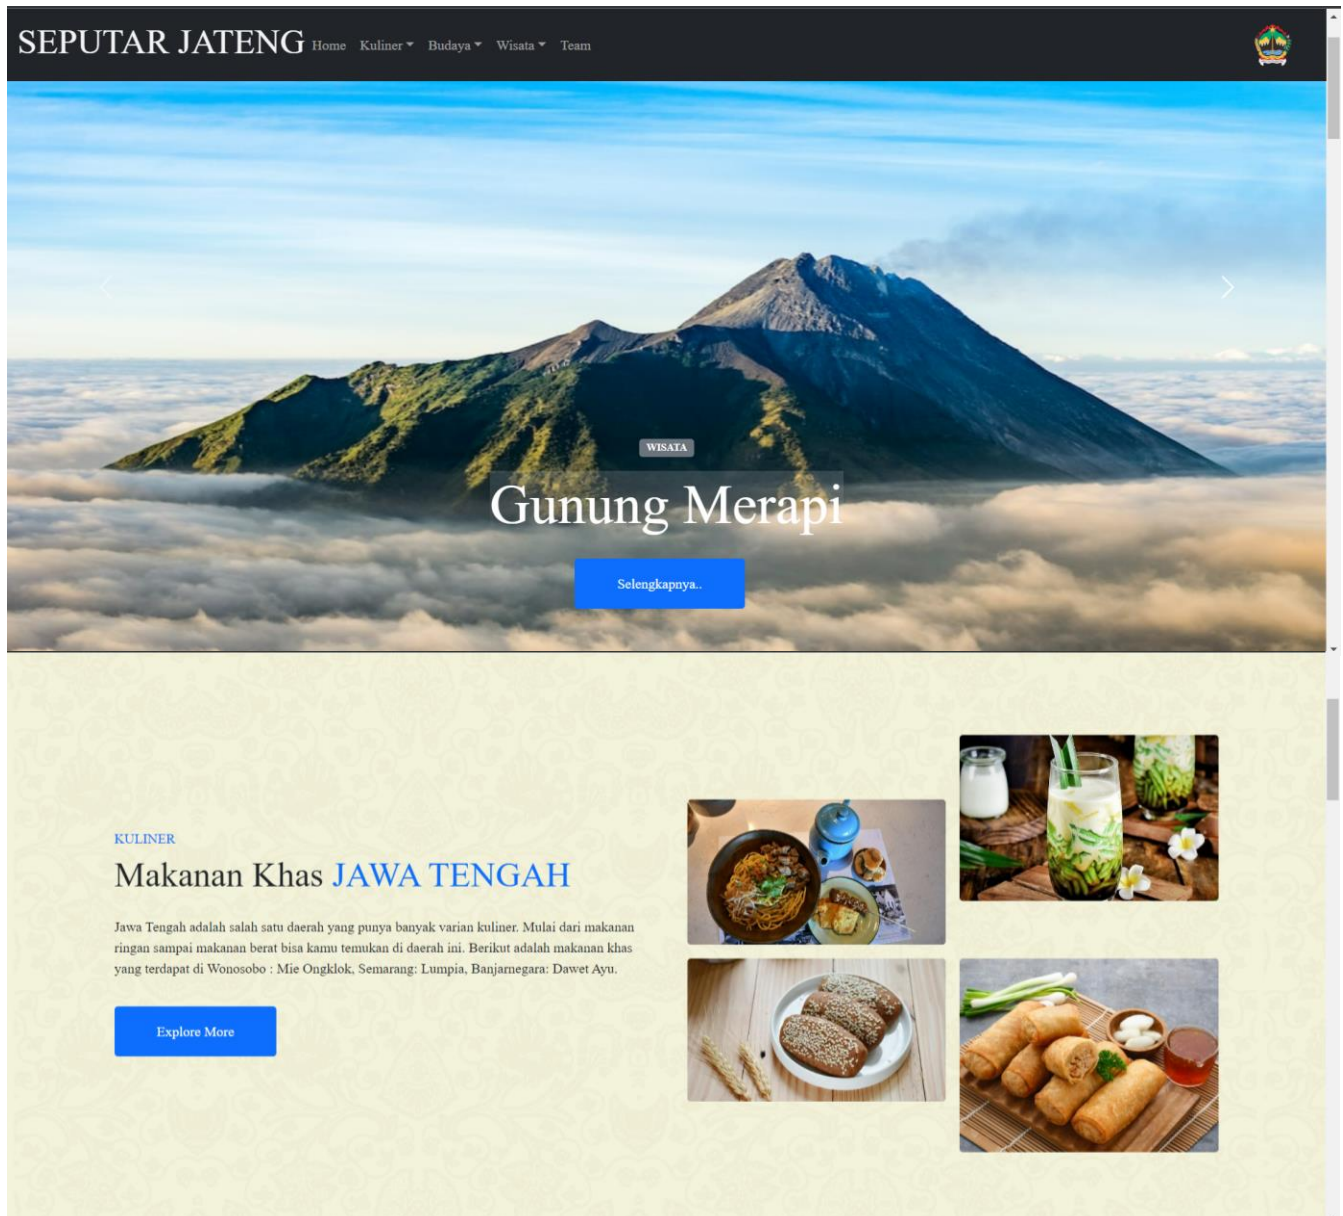 SEPUTAR JATENG Home Kuliner Budaya Wisata Team
WISATA
Gunung Merapi
Selengkapnya..
KULINER
Makanan Khas JAWA TENGAH
Jawa Tengah adalah salah satu daerah yang punya banyak varian kuliner. Mulai dari makanan
ringan sampai makanan berat bisa kamu temukan di daerah ini. Berikut adalah makanan khas
yang terdapat di Wonosobo : Mie Ongklok, Semarang: Lumpia, Banjarnegara: Dawet Ayu.
Explore More